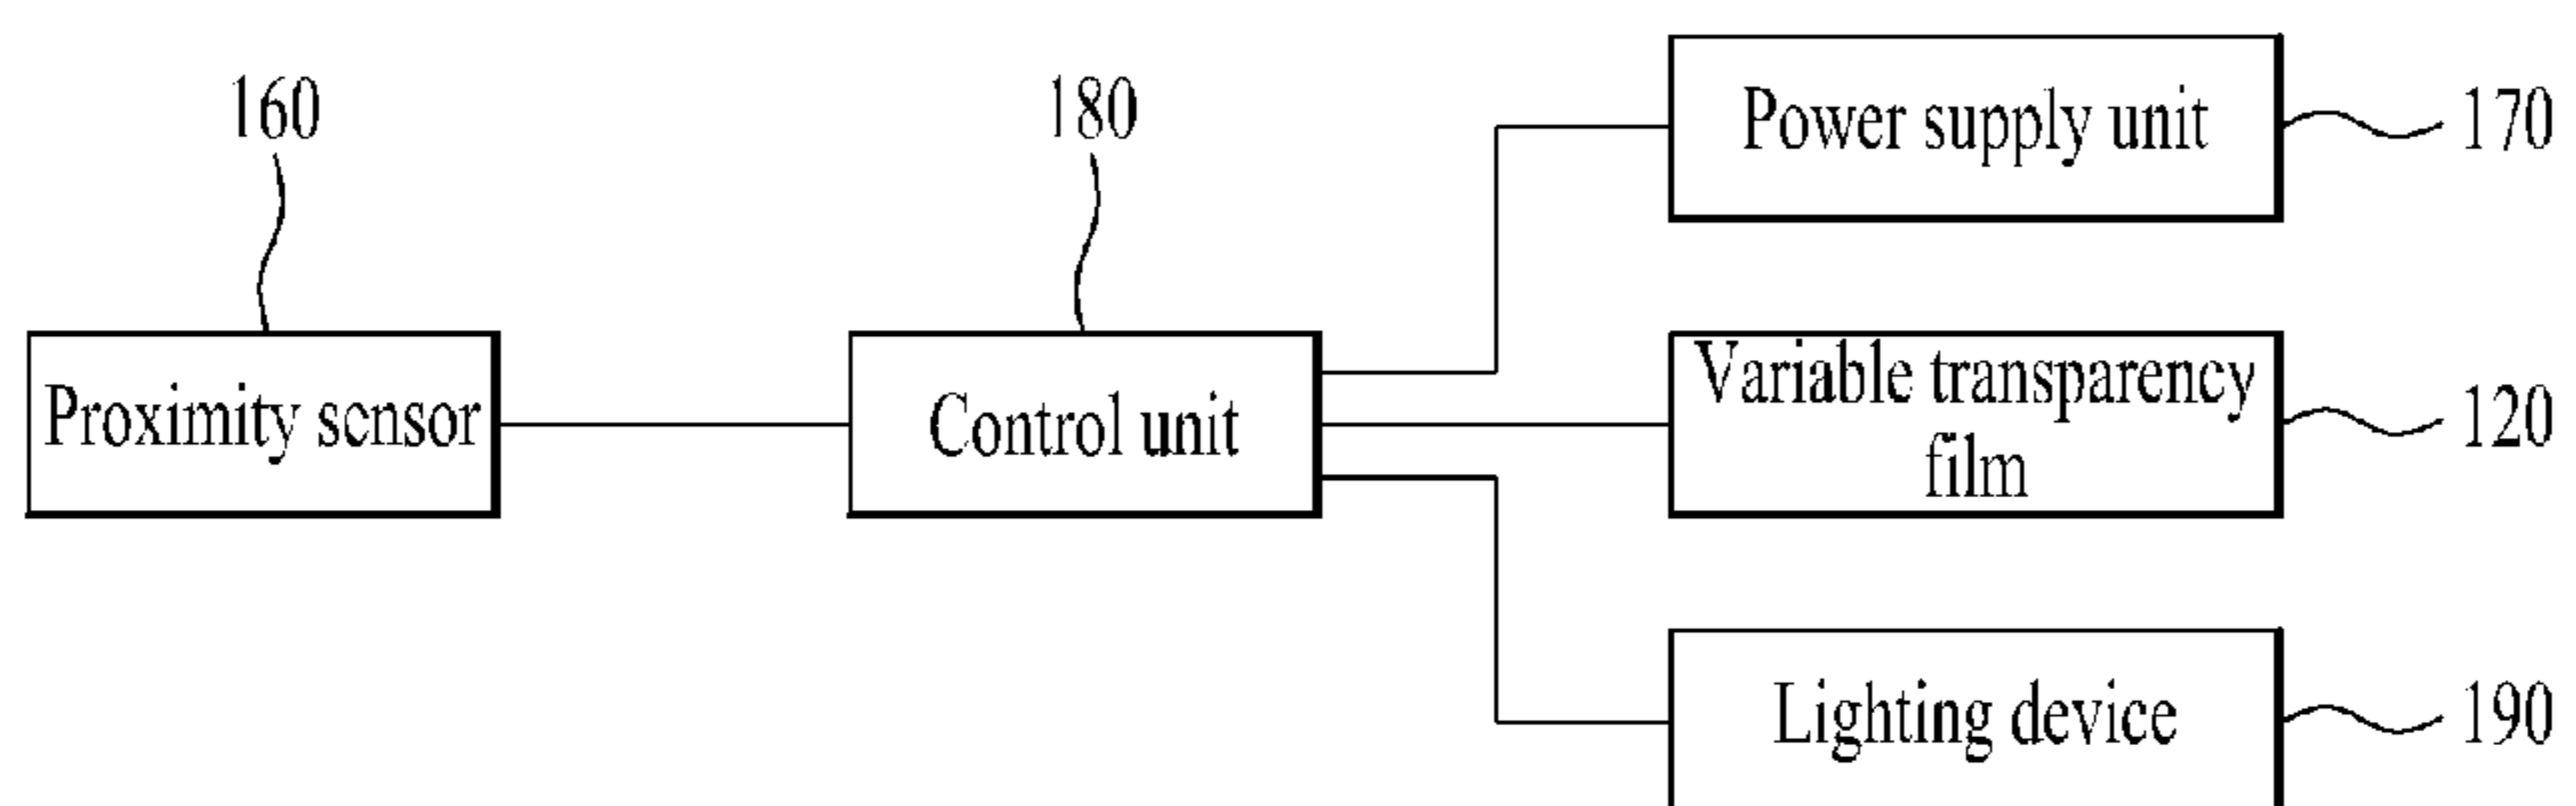 160
180
Power supply unit
170
Proximity sensor
Control unit
Variable transparency
film
120
Lighting device
190